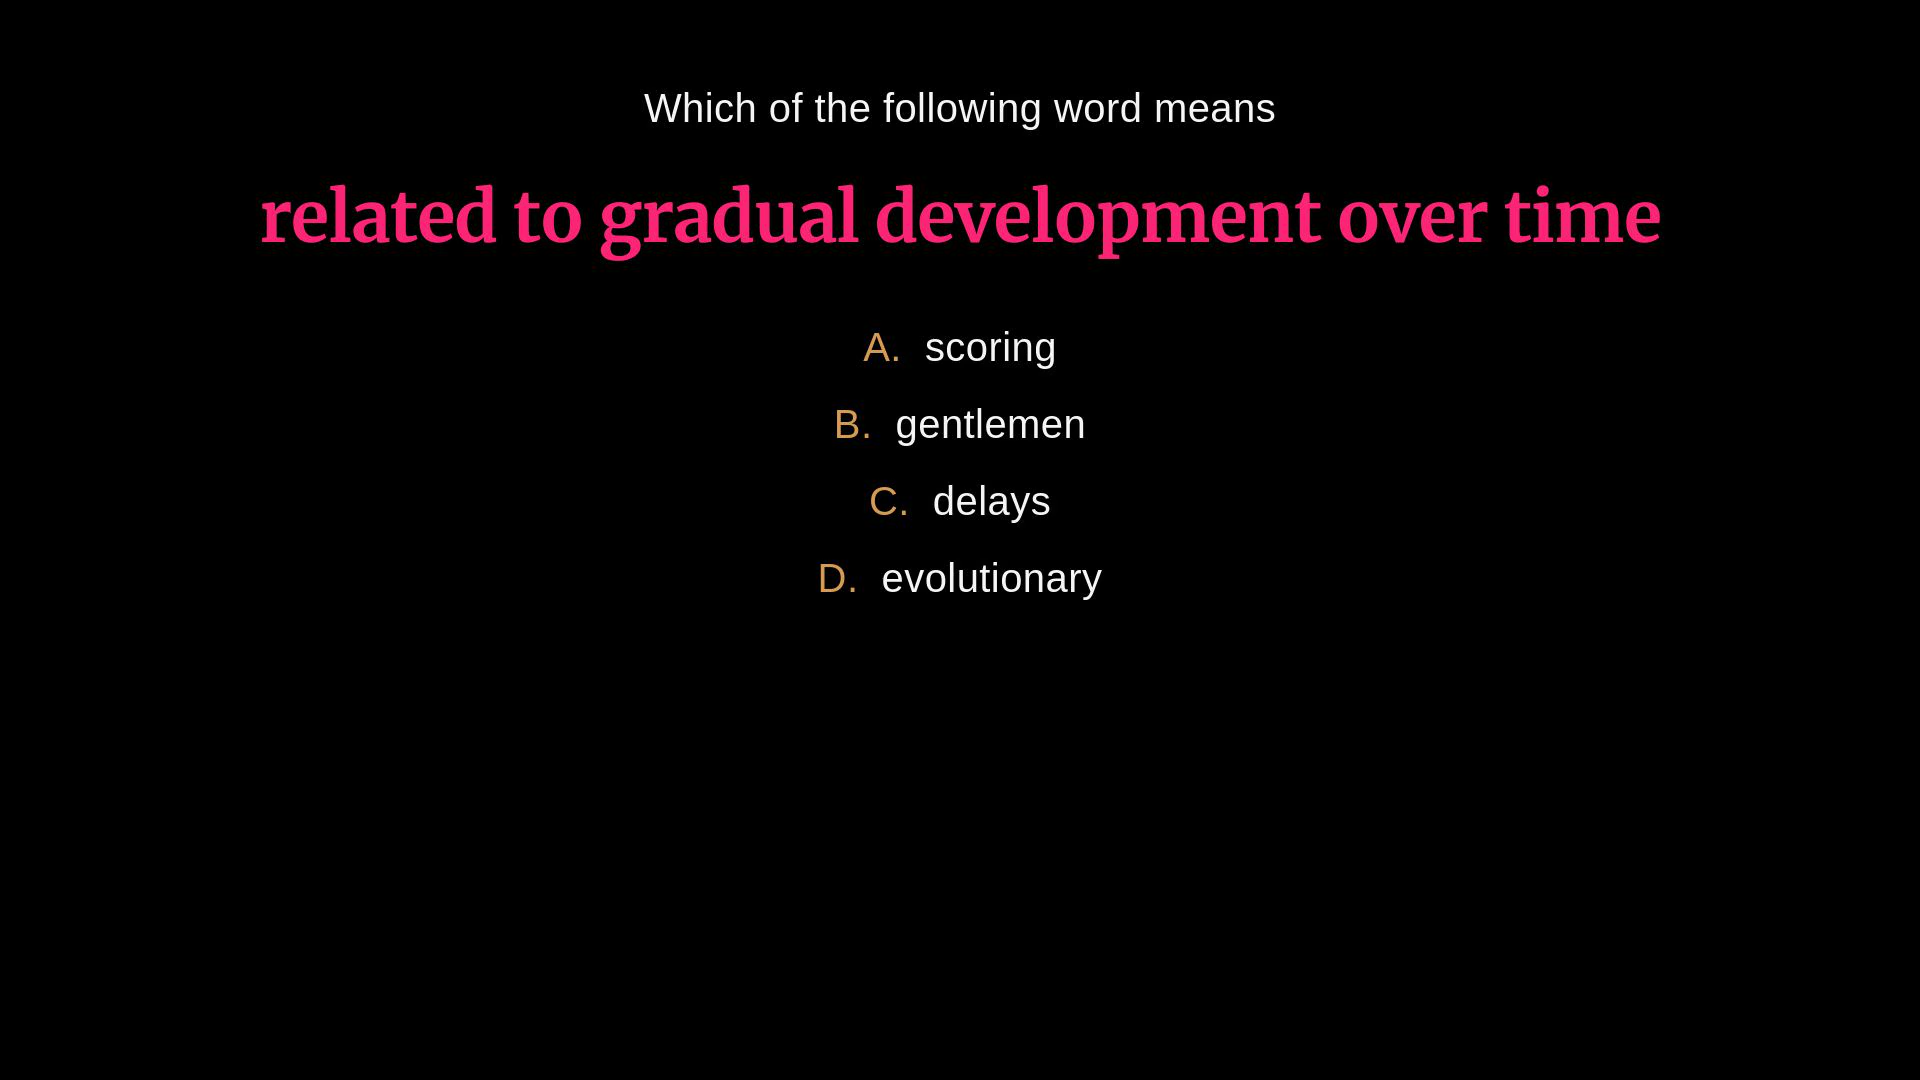 Which of the following word means
related to gradual development over time
A. scoring
B. gentlemen
C. delays
D. evolutionary